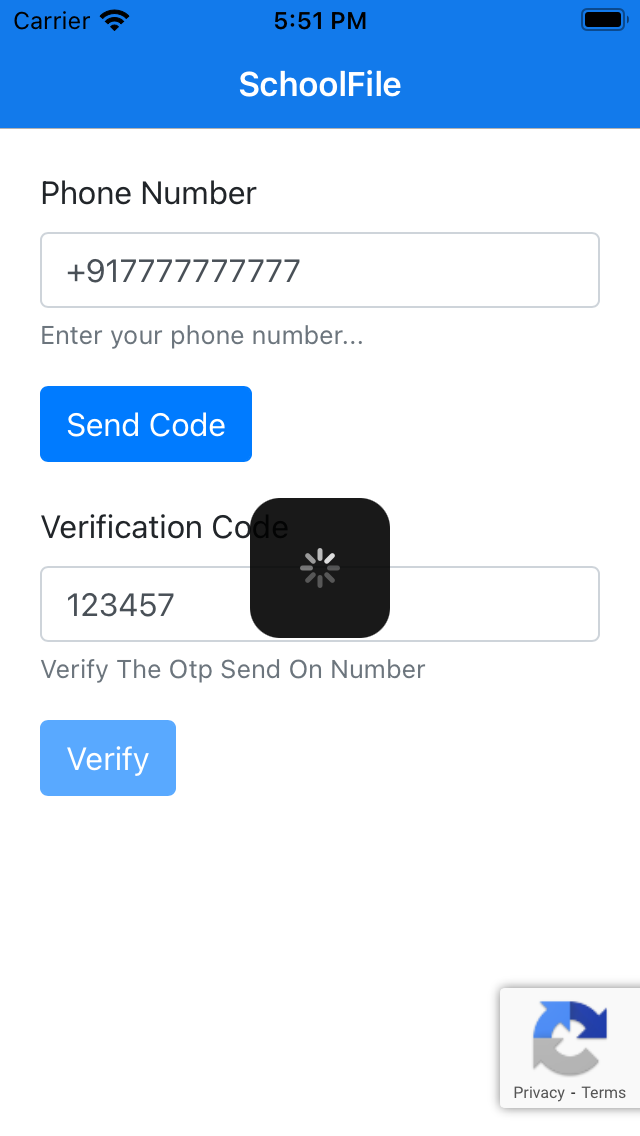 Carrier 5:51 PM
SchoolFile
Phone Number
+917777777777
Enter your phone number...
Send Code
Verification Code
123457
Verify The Otp Send On Number
Verify
Privacy - Terms